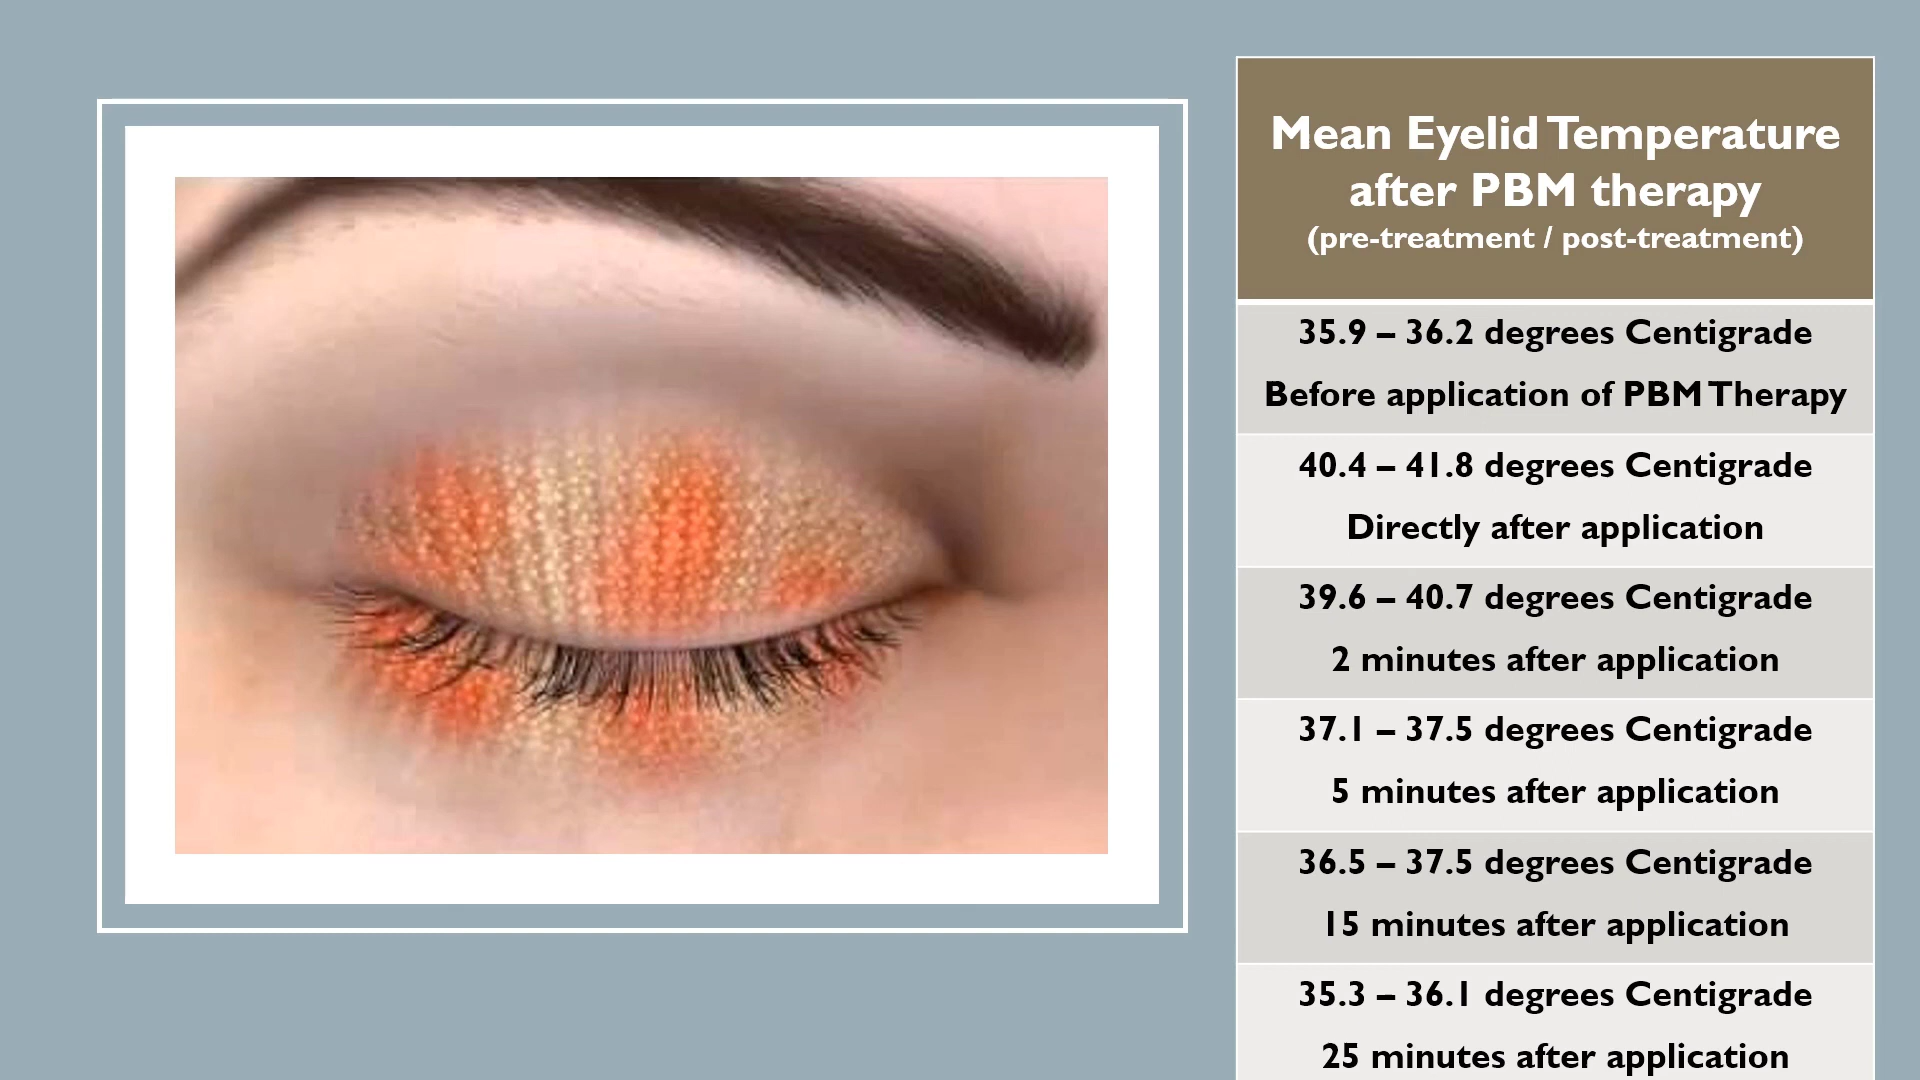 Mean Eyelid Temperature
after PBM therapy
(pre-treatment / post-treatment)
35.9 – 36.2 degrees Centigrade
Before application of PBM Therapy
40.4 – 41.8 degrees Centigrade
Directly after application
39.6 – 40.7 degrees Centigrade
2 minutes after application
37.1 – 37.5 degrees Centigrade
5 minutes after application
36.5 – 37.5 degrees Centigrade
15 minutes after application
35.3 – 36.1 degrees Centigrade
25 minutes after application